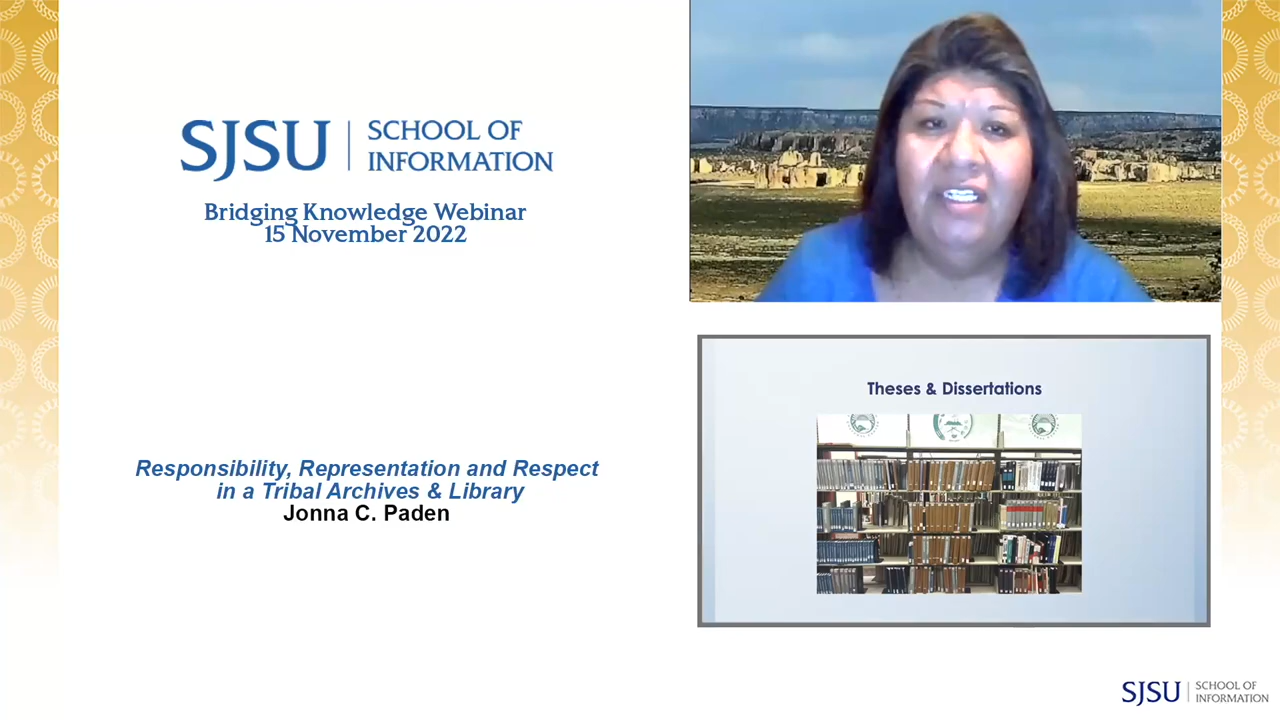 SJSU
SCHOOL OF
INFORMATION
Bridging Knowledge Webinar
15 November 2022
Responsibility, Representation and Respect
in a Tribal Archives & Library
Jonna C. Paden
Theses & Dissertations
SJSU
SCHOOL OF
INFORMATION